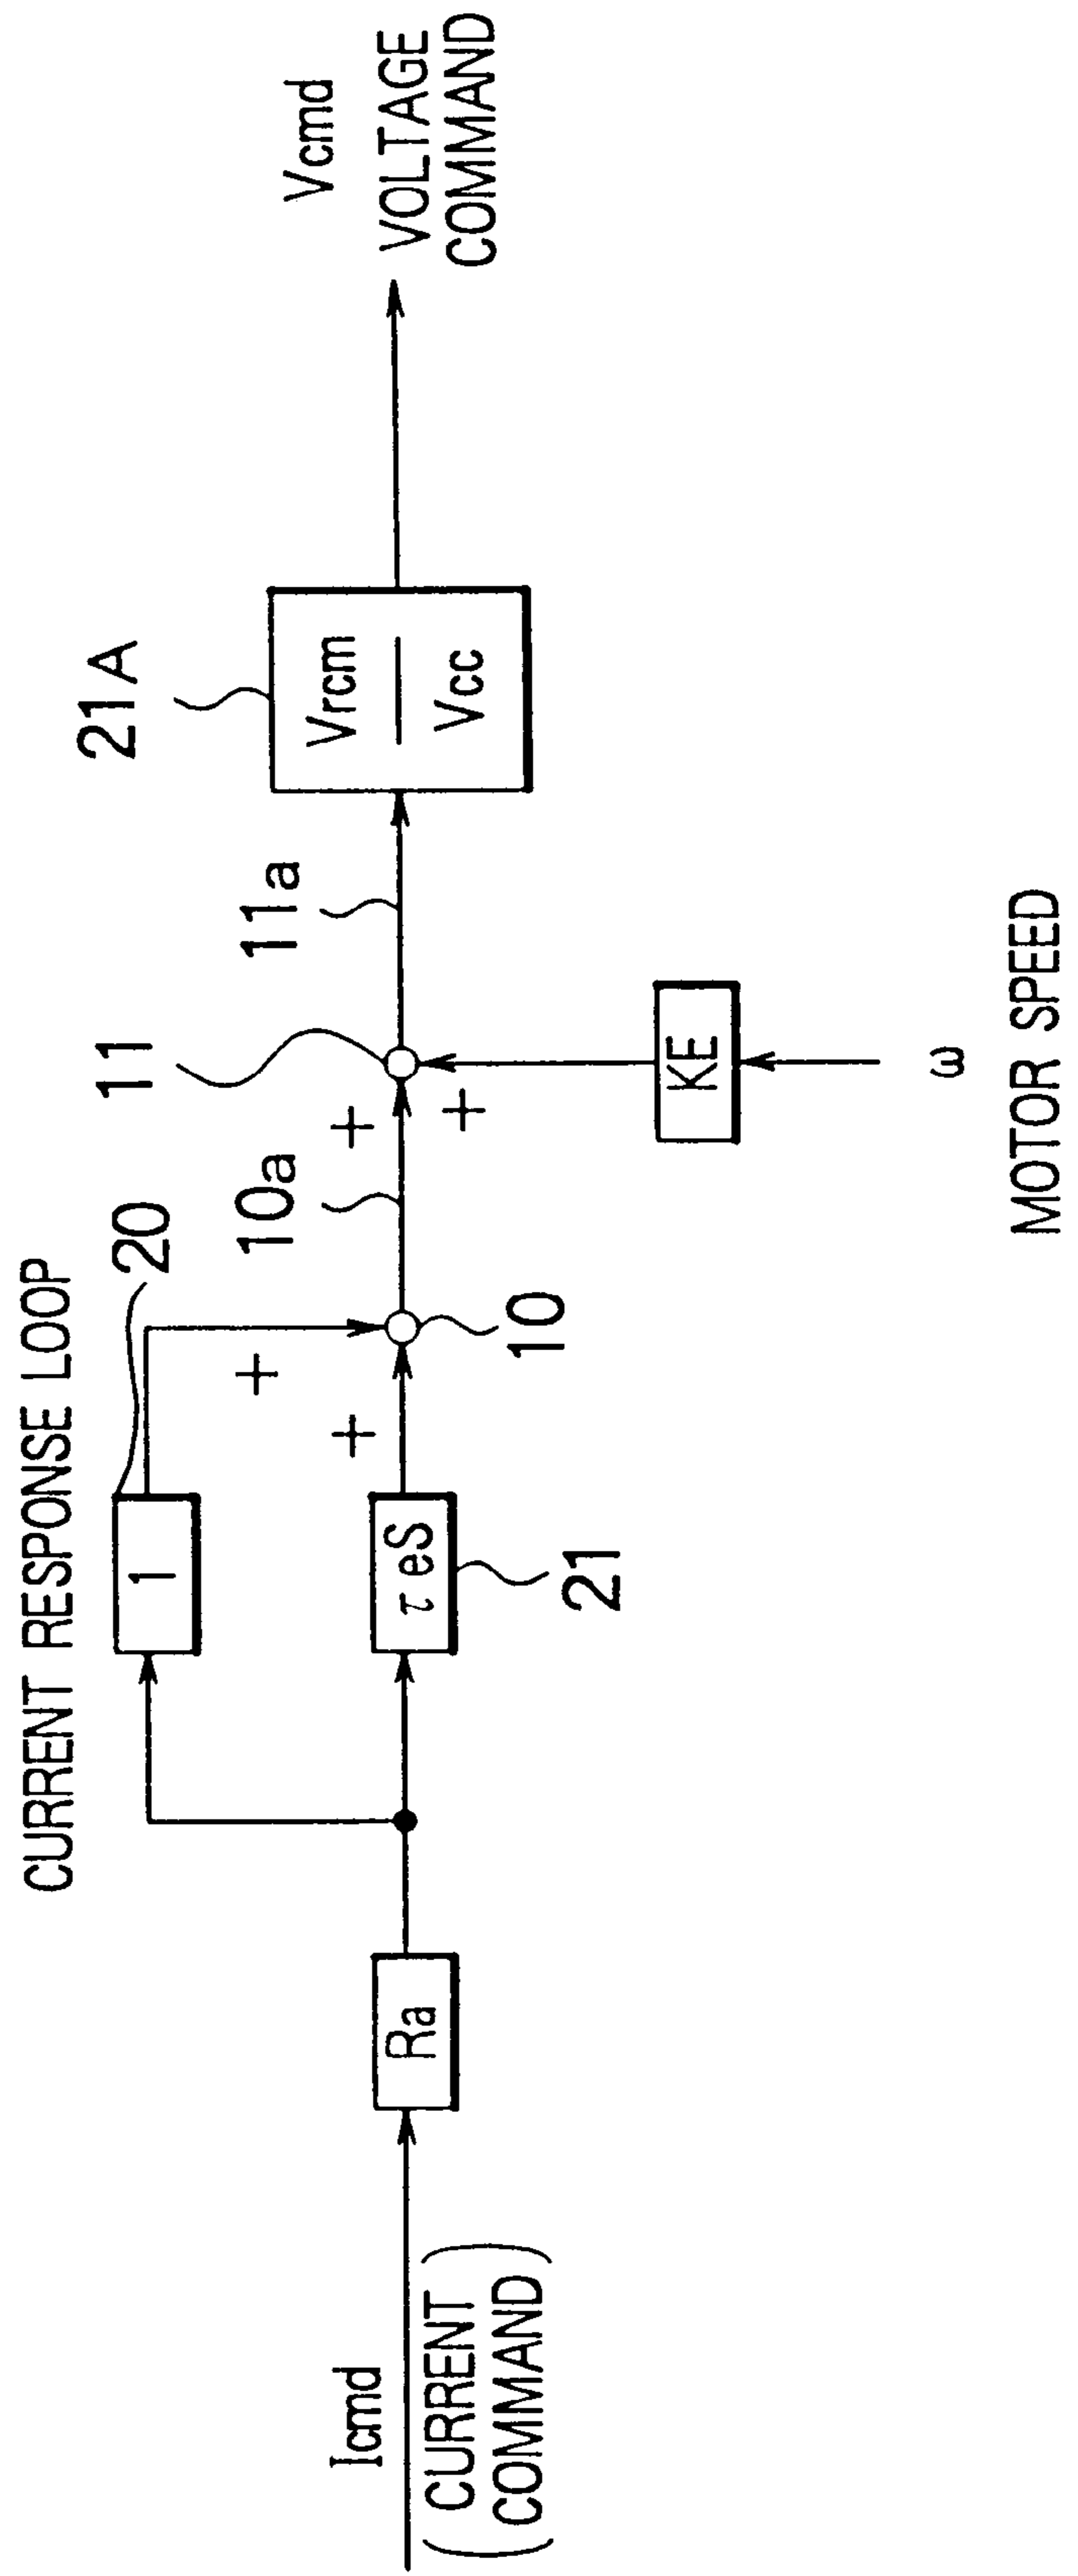 CURRENT RESPONSE LOOP
20
1
10a
11
11a
21A
Vrcm
Vcc
Vcmd
VOLTAGE
COMMAND
Icmd
(CURRENT
COMMAND)
Ra
τeS
21
+
+
10
+
+
KE
ω
MOTOR SPEED